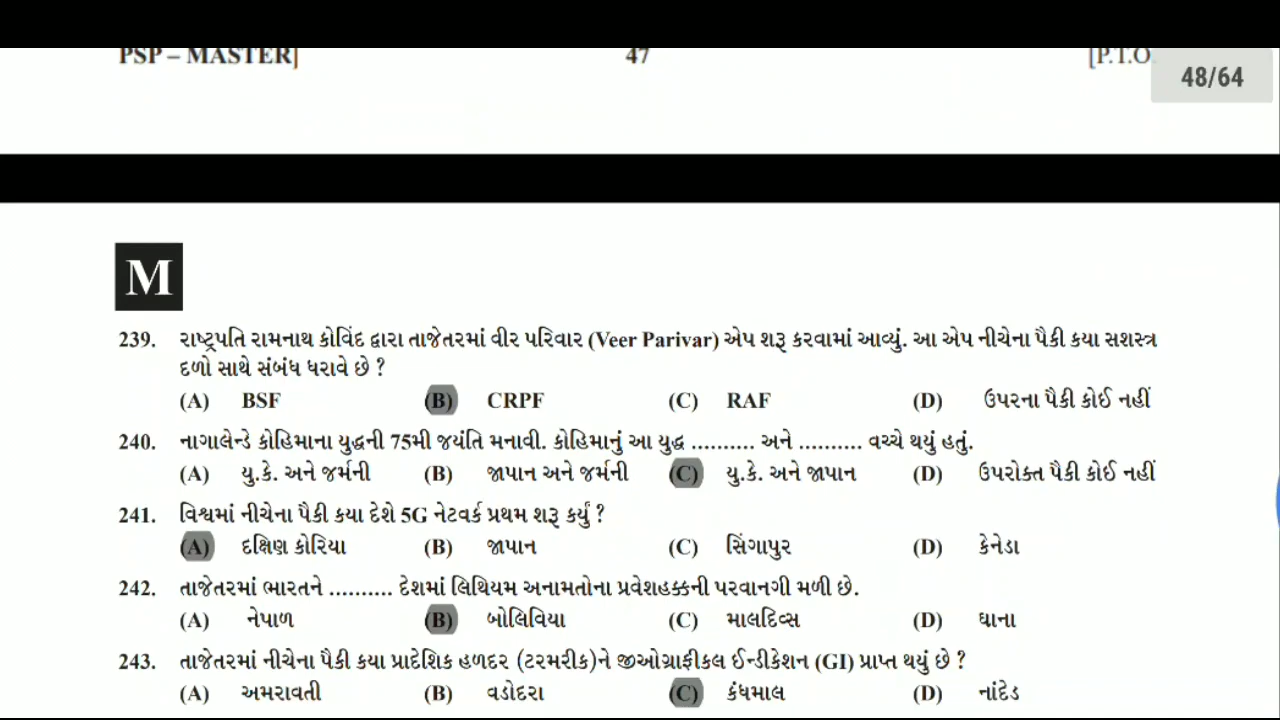 PSP – MASTER]
47
[P.T.O.
48/64
M
239. રાષ્ટ્રપતિ રામનાથ કોવિંદ દ્વારા તાજેતરમાં વીર પરિવાર (Veer Parivar) એપ શરૂ કરવામાં આવ્યું. આ એપ નીચેના પૈકી કયા સશસ્ત્ર
દળો સાથે સંબંધ ધરાવે છે ?
(A) BSF (B) CRPF (C) RAF (D) ઉપરના પૈકી કોઈ નહીં
240. નાગાલેન્ડે કોહિમાના યુદ્ધની 75મી જયંતિ મનાવી. કોહિમાનું આ યુદ્ધ .......... અને .......... વચ્ચે થયું હતું.
(A) યુ.કે. અને જર્મની (B) જાપાન અને જર્મની (C) યુ.કે. અને જાપાન (D) ઉપરોક્ત પૈકી કોઈ નહીં
241. વિશ્વમાં નીચેના પૈકી કયા દેશે 5G નેટવર્ક પ્રથમ શરૂ કર્યું ?
(A) દક્ષિણ કોરિયા (B) જાપાન (C) સિંગાપુર (D) કેનેડા
242. તાજેતરમાં ભારતને .......... દેશમાં લિથિયમ અનામતોના પ્રવેશહક્કની પરવાનગી મળી છે.
(A) નેપાળ (B) બોલિવિયા (C) માલદિવ્સ (D) ઘાના
243. તાજેતરમાં નીચેના પૈકી કયા પ્રાદેશિક હળદર (ટરમરીક)ને જીઓગ્રાફીકલ ઈન્ડીકેશન (GI) પ્રાપ્ત થયું છે ?
(A) અમરાવતી (B) વડોદરા (C) કંધમાલ (D) નાંદેડ